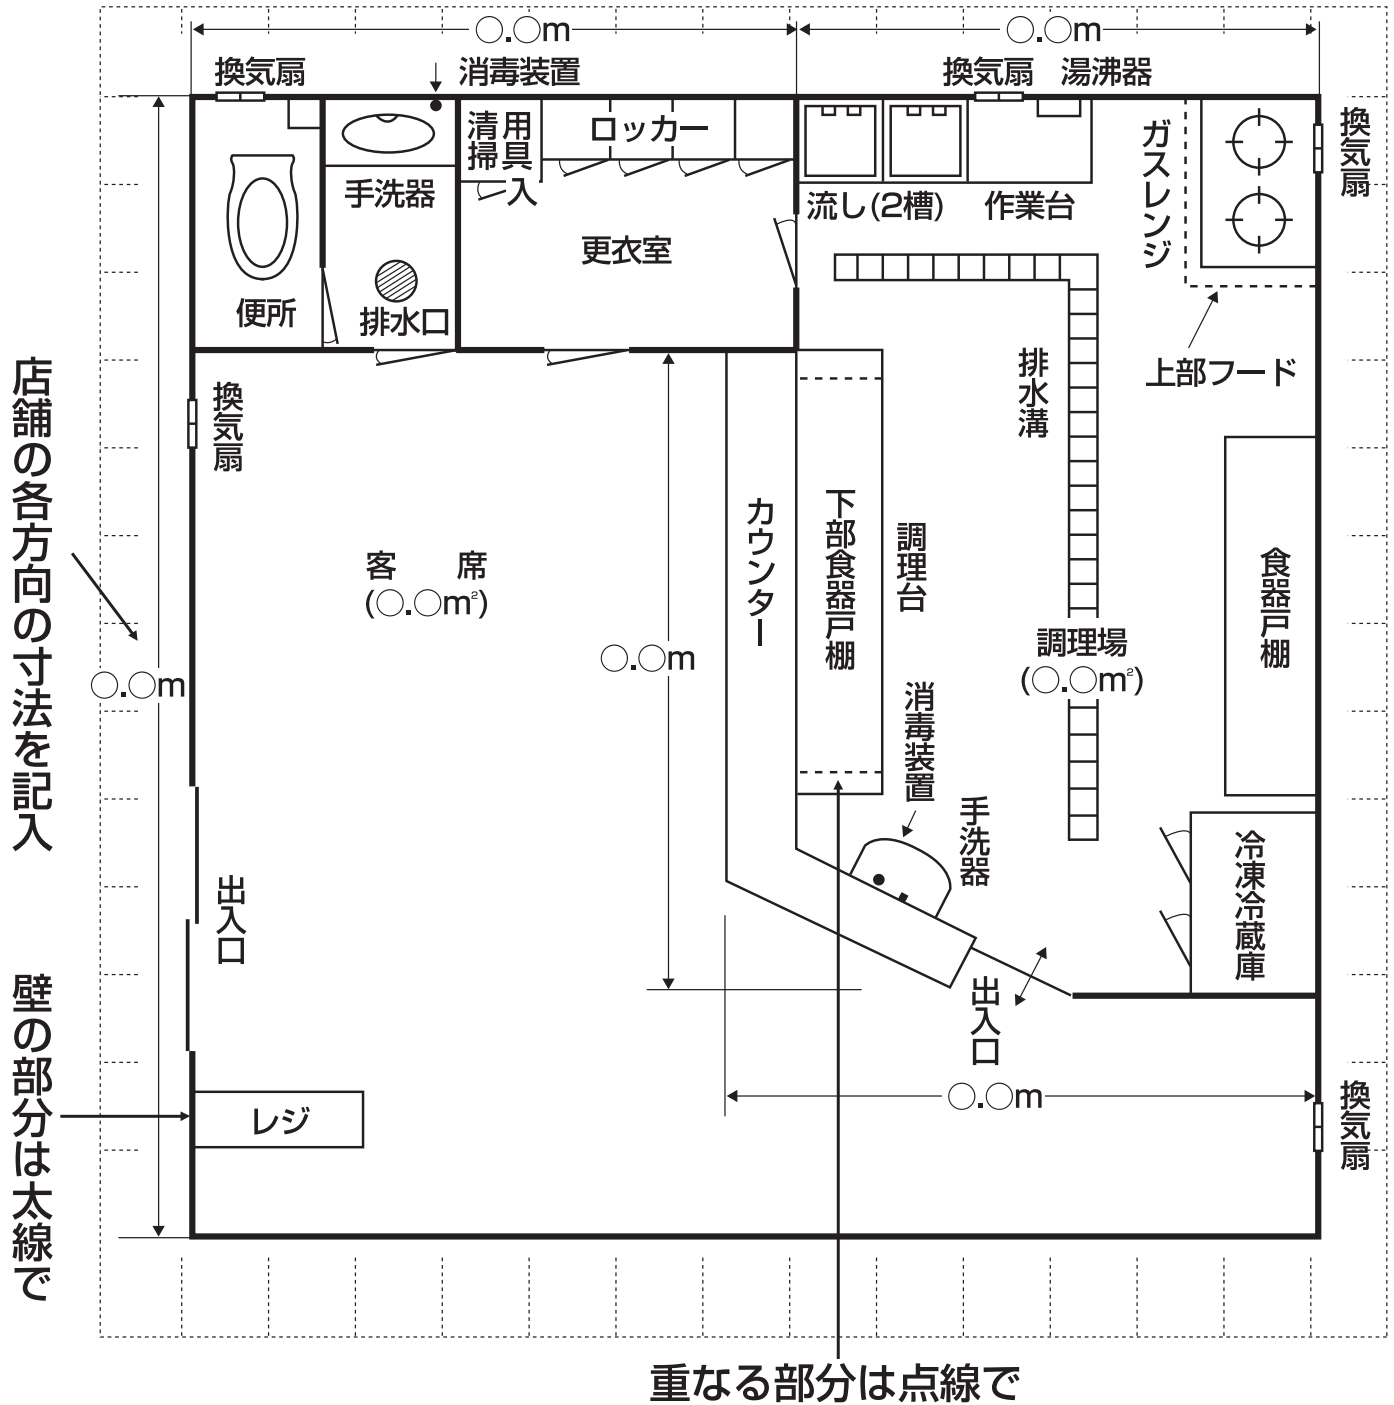 ○.○m
○.○m
換気扇
消毒装置
換気扇
湯沸器
換気扇
清掃用具入
ロッカー
手洗器
便所
排水口
更衣室
流し(2槽)
作業台
ガスレンジ
上部フード
排水溝
換気扇
店舗の各方向の寸法を記入
○.○m
客　席
(○.○m²)
○.○m
カウンター
下部食器戸棚
調理台
調理場
(○.○m²)
食器戸棚
消毒装置
手洗器
冷凍冷蔵庫
出入口
出入口
○.○m
換気扇
レジ
壁の部分は太線で
重なる部分は点線で